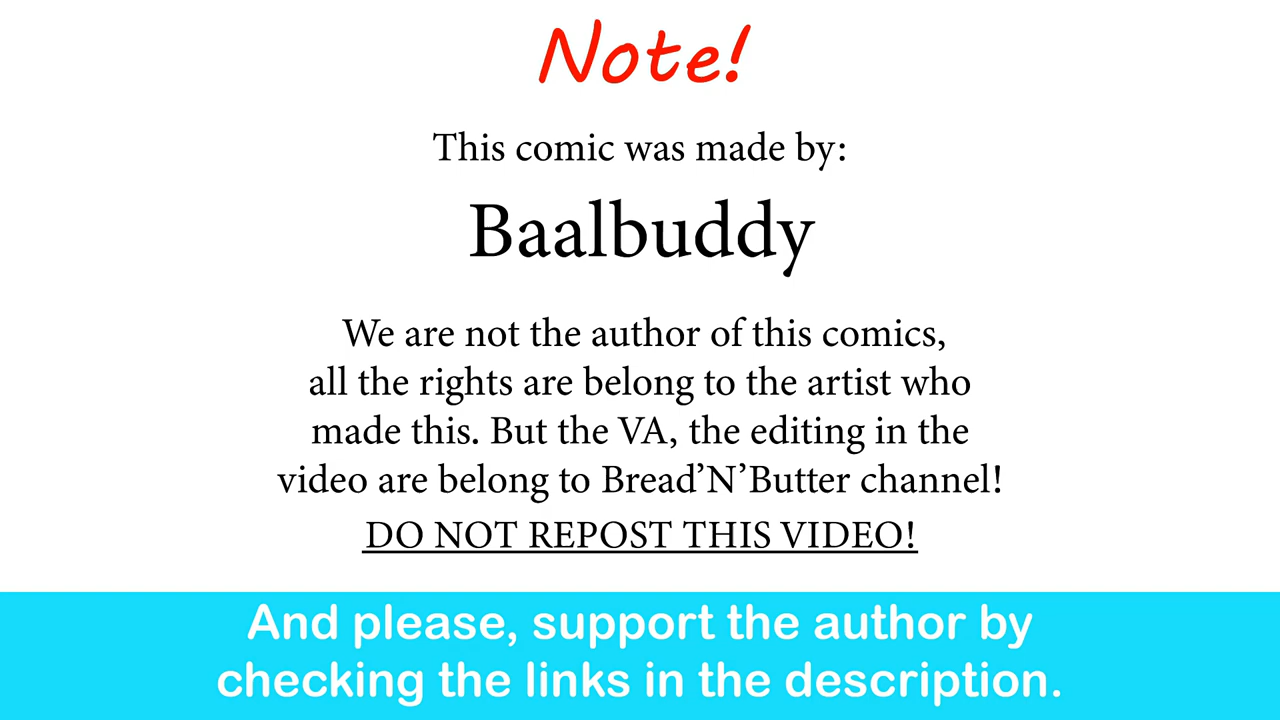 Note!
This comic was made by:
Baalbuddy
We are not the author of this comics,
all the rights are belong to the artist who
made this. But the VA, the editing in the
video are belong to Bread’N’Butter channel!
DO NOT REPOST THIS VIDEO!
And please, support the author by
checking the links in the description.